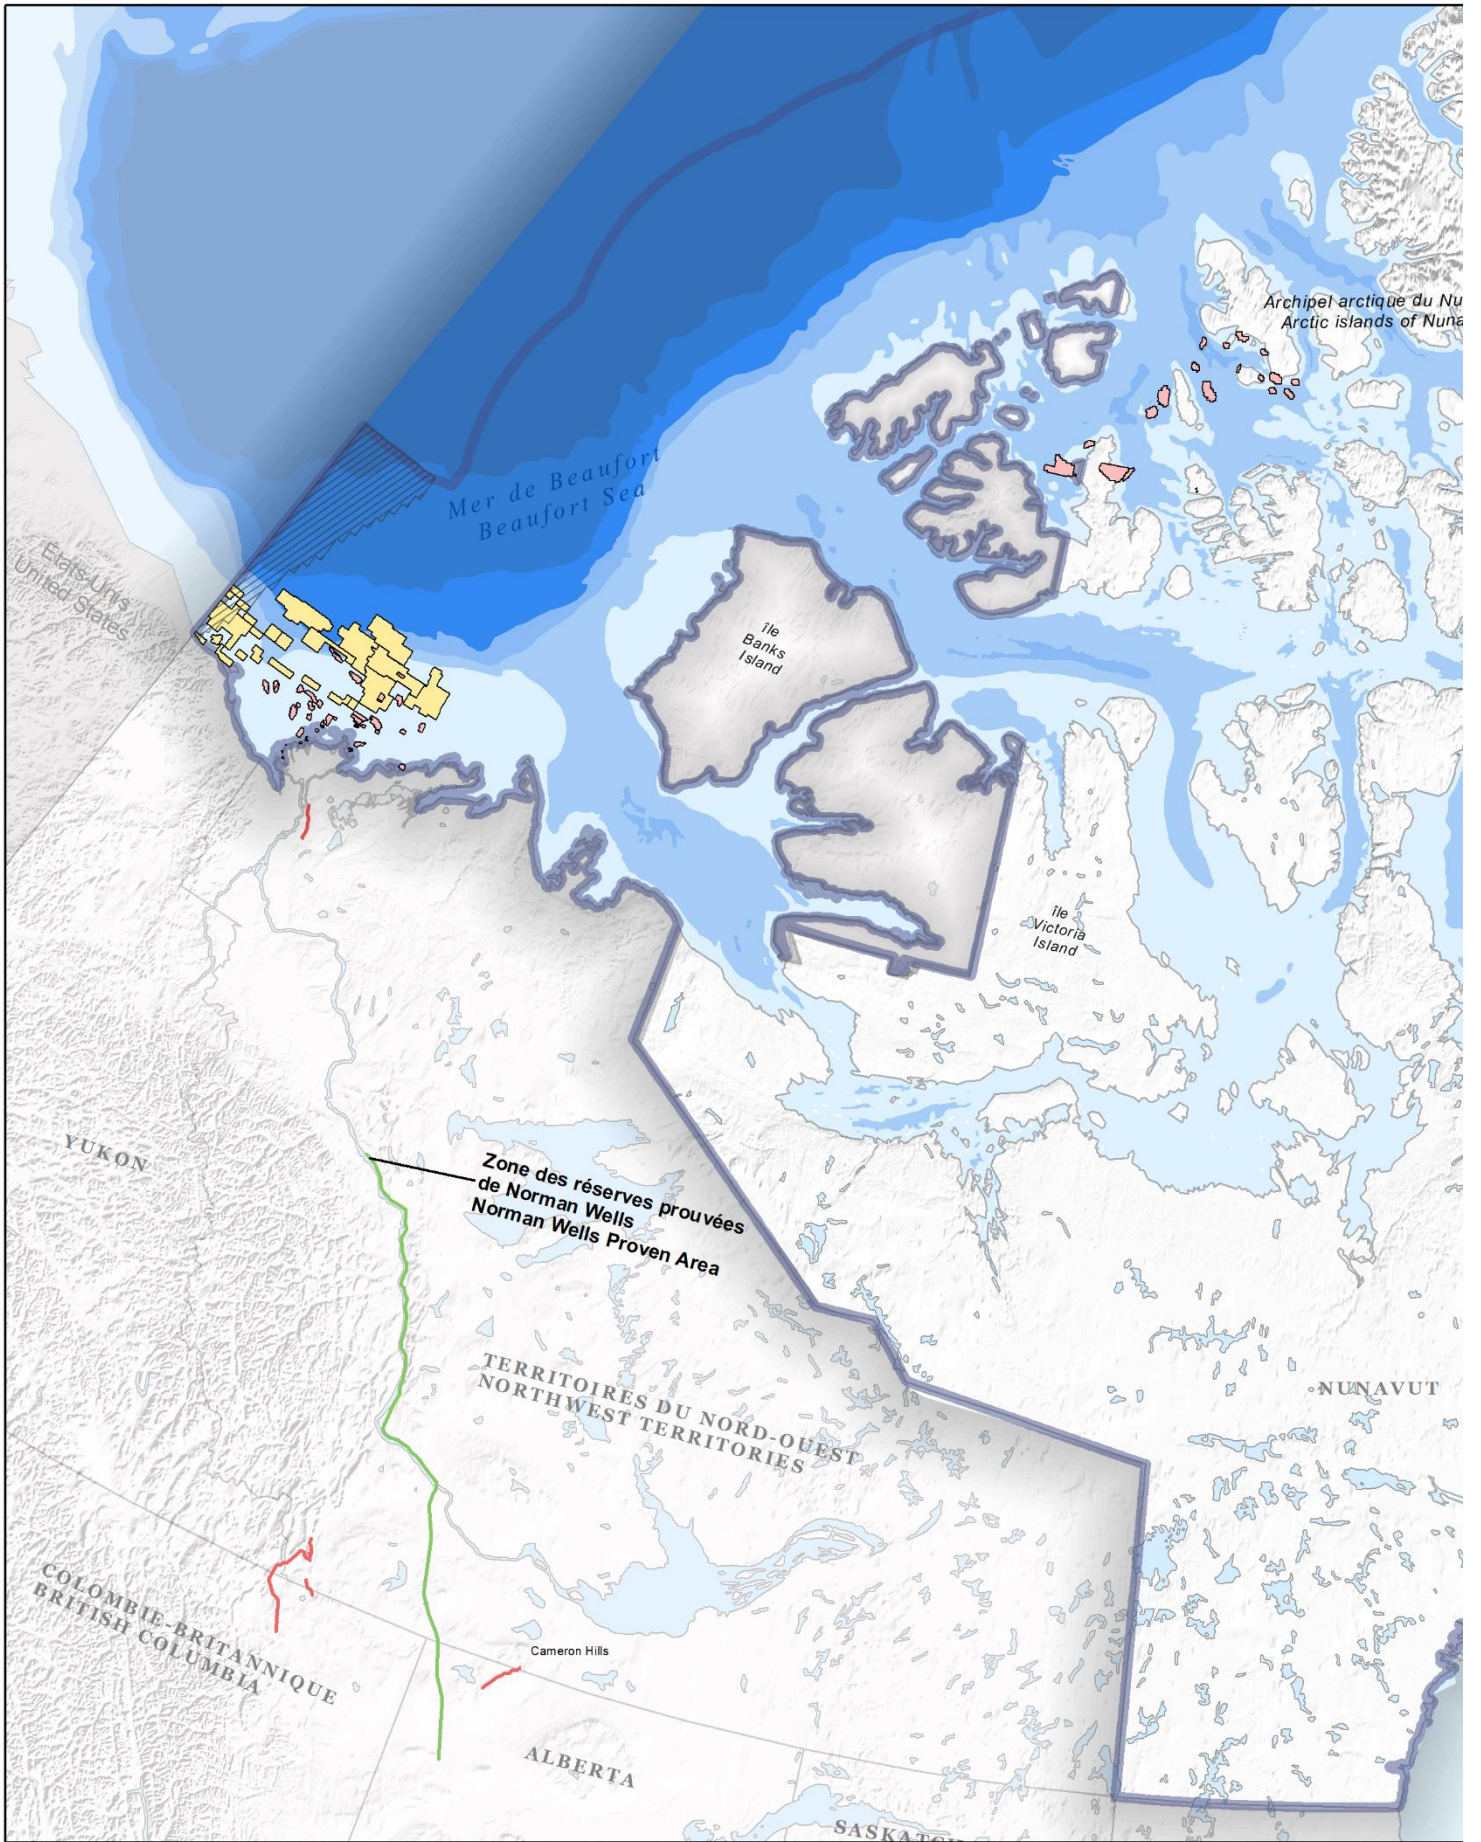 Archipel arctique du Nu
Arctic islands of Nuna
Mer de Beaufort
Beaufort Sea
États-Unis
United States
île
Banks
Island
île
Victoria
Island
YUKON
Zone des réserves prouvées
de Norman Wells
Norman Wells Proven Area
TERRITOIRES DU NORD-OUEST
NORTHWEST TERRITORIES
NUNAVUT
COLOMBIE-BRITANNIQUE
BRITISH COLUMBIA
Cameron Hills
ALBERTA
SASKATC